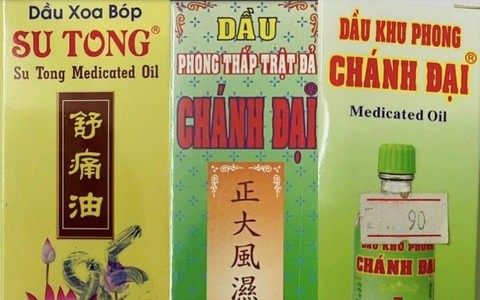 Dầu Xoa Bóp
SU TONG®
Su Tong Medicated Oil
舒痛油
95
DẦU
PHONG THẤP TRẬT ĐẢ
CHÁNH ĐẠI
正大風濕
DẦU KHU PHONG
CHÁNH ĐẠI®
Medicated Oil
90
DẦU KHU PHONG
CHÁNH ĐẠI